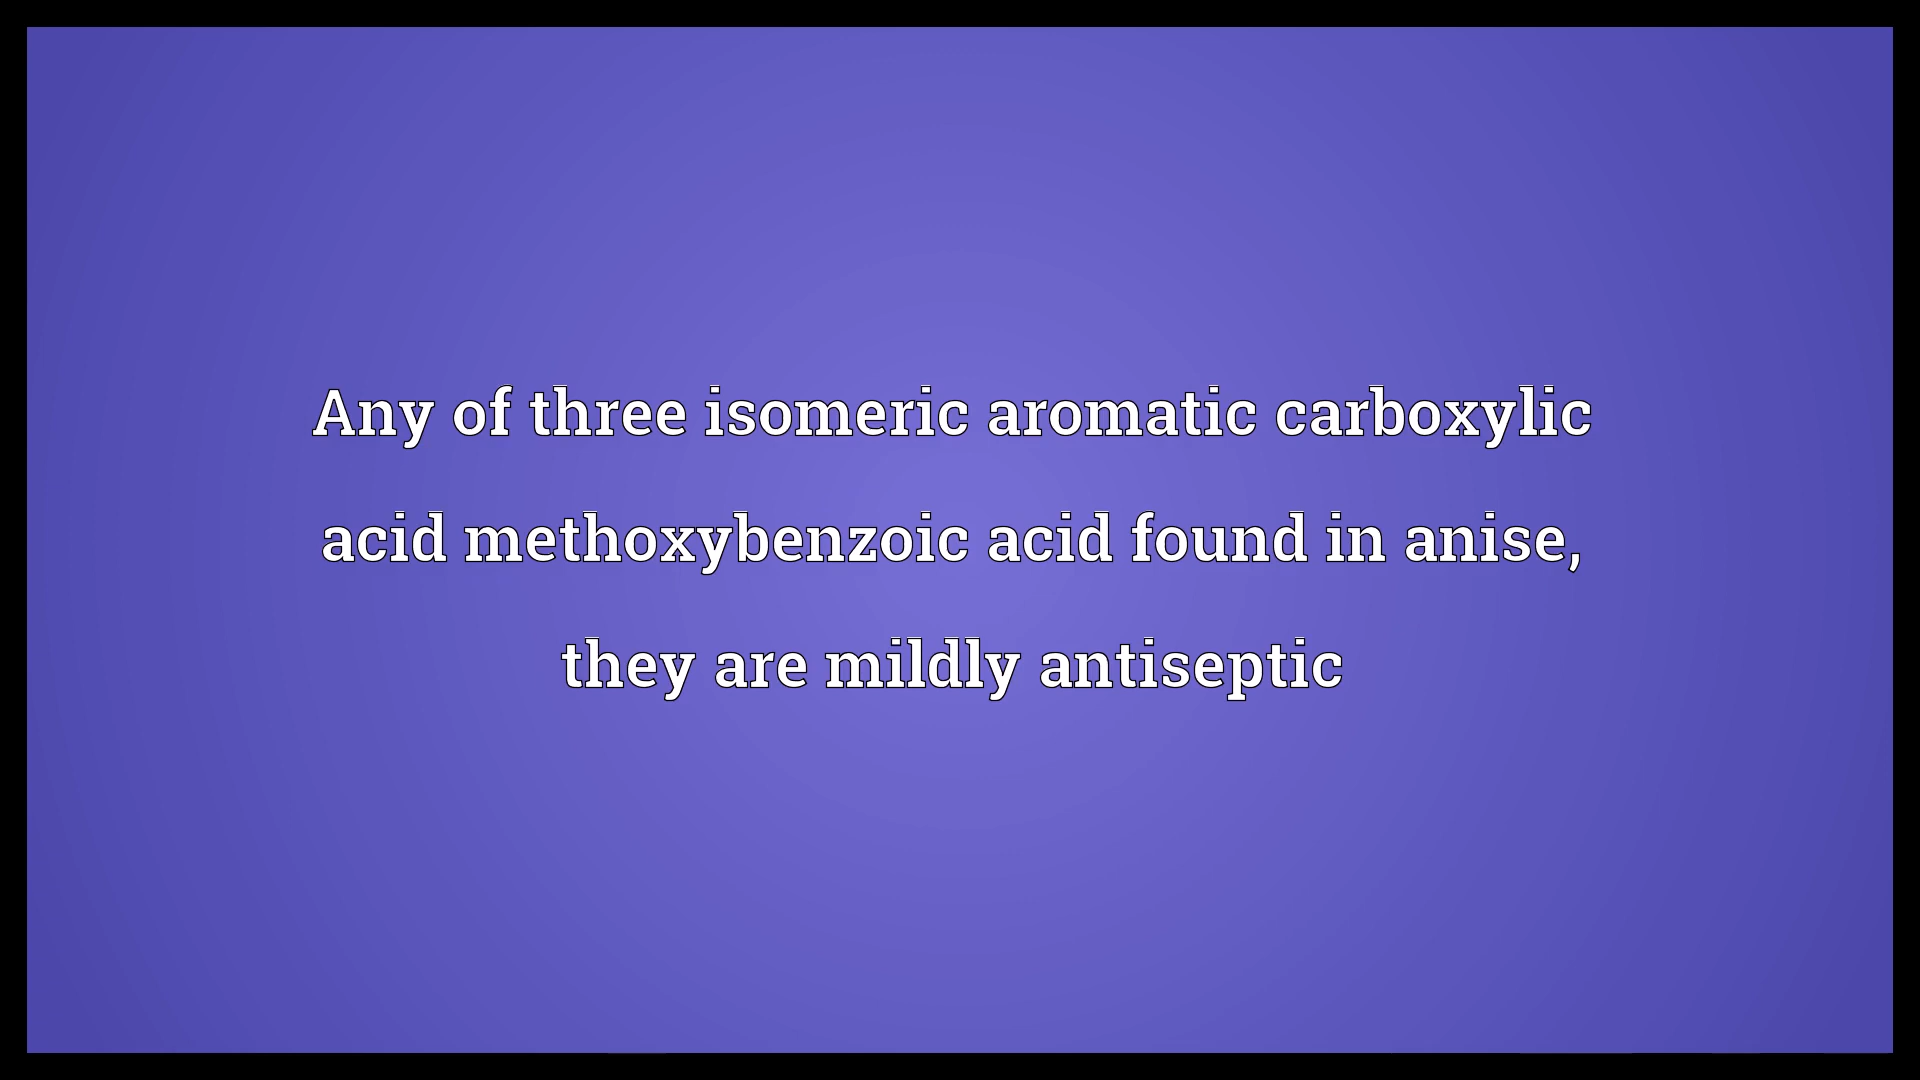 Any of three isomeric aromatic carboxylic
acid methoxybenzoic acid found in anise,
they are mildly antiseptic